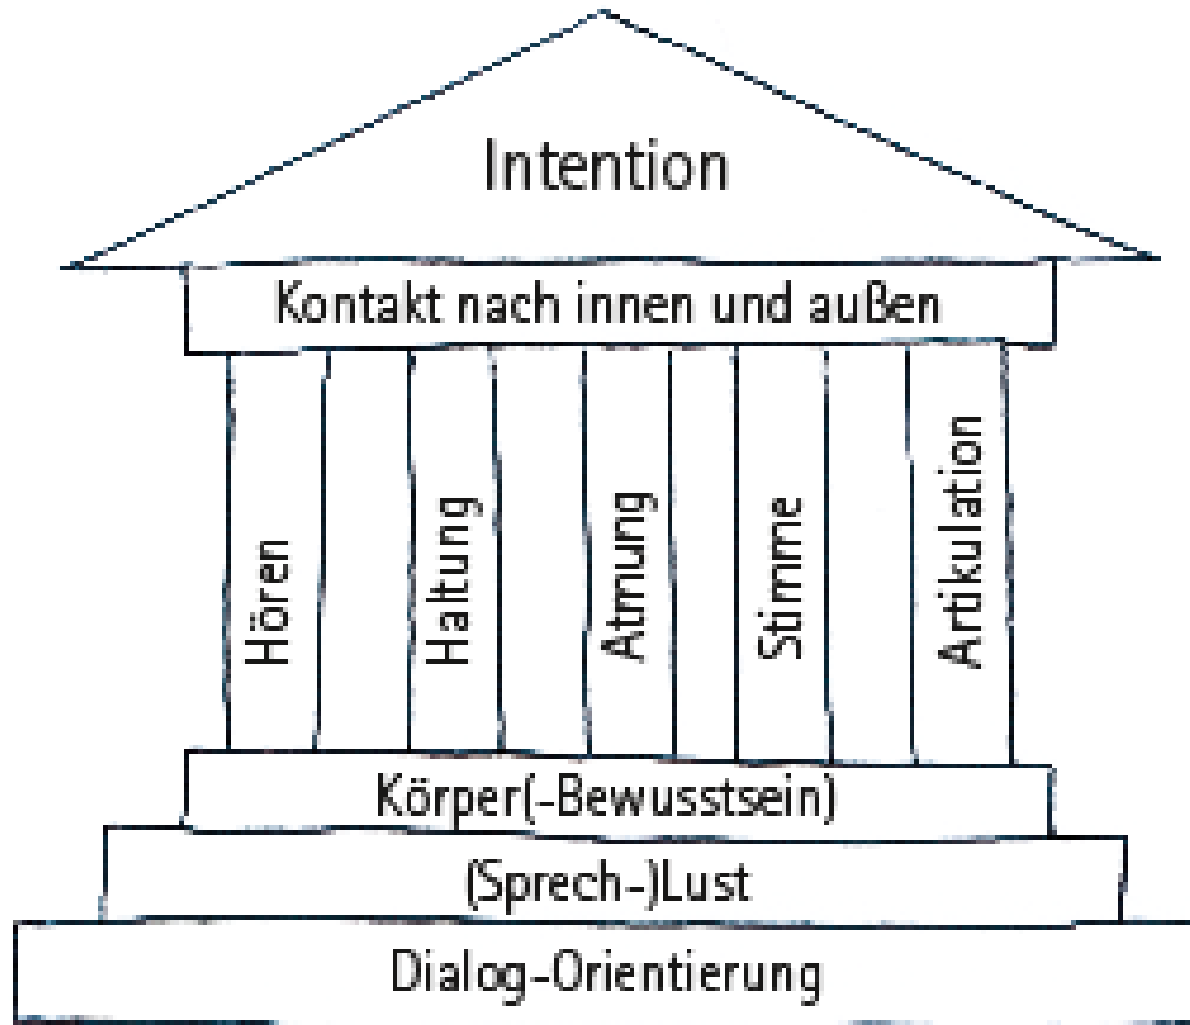 Intention
Kontakt nach innen und außen
Hören
Haltung
Atmung
Stimme
Artikulation
Körper(-Bewusstsein)
(Sprech-)Lust
Dialog-Orientierung